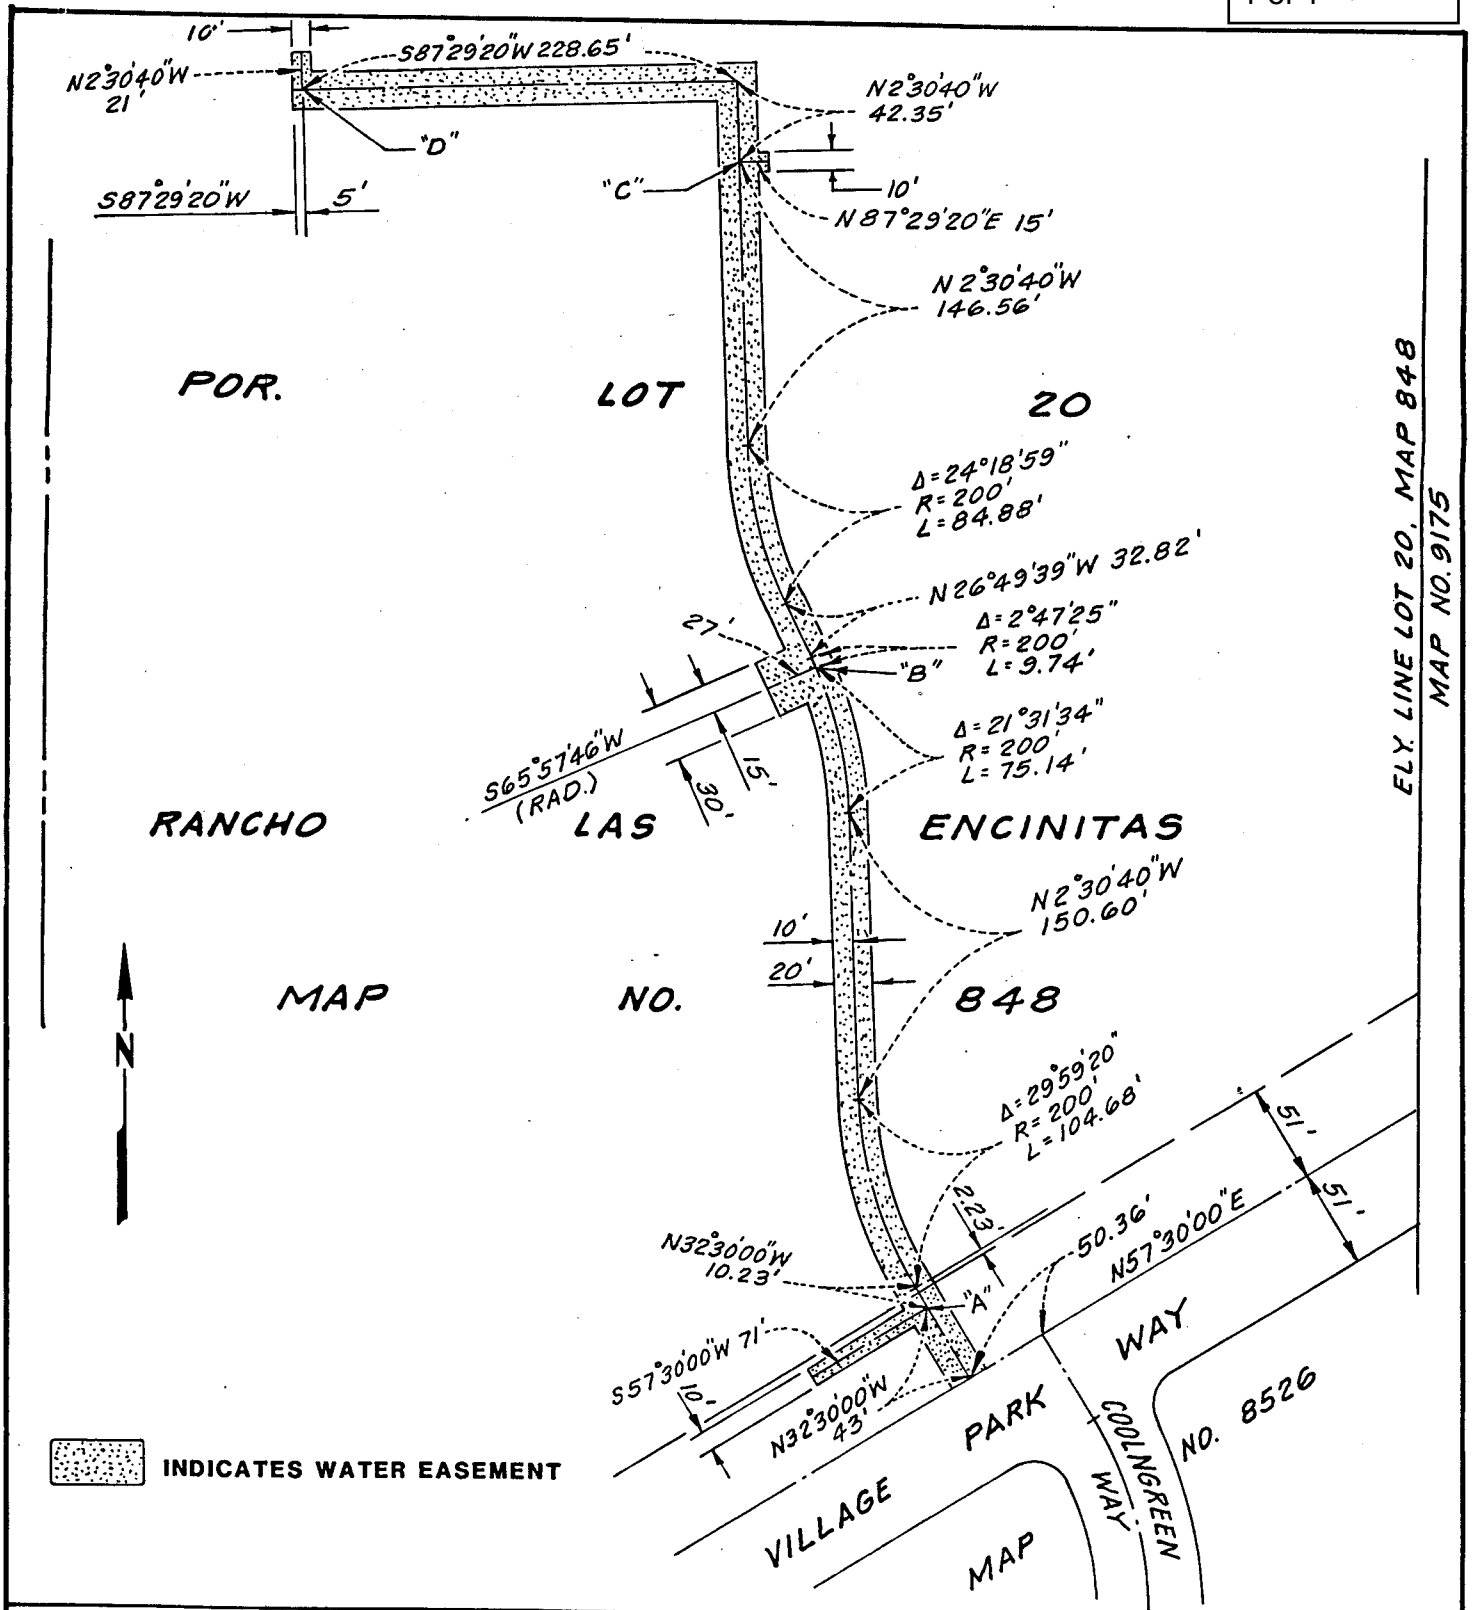 10'
S87°29'20"W 228.65'
N2°30'40"W
21'
N2°30'40"W
42.35'
"D"
"C"
10'
S87°29'20"W 5'
N87°29'20"E 15'
N2°30'40"W
146.56'
POR. LOT 20
ELY. LINE LOT 20, MAP 848
MAP NO. 9175
Δ=24°18'59"
R=200'
L=84.88'
N26°49'39"W 32.82'
27'
Δ=2°47'25"
R=200'
L=9.74'
"B"
Δ=21°31'34"
R=200'
L=75.14'
S65°57'46"W
(RAD.)
15'
30'
RANCHO LAS ENCINITAS
N2°30'40"W
150.60'
10'
20'
MAP NO. 848
N
Δ=29°59'20"
R=200'
L=104.68'
51'
51'
2.23'
50.36'
N57°30'00"E
N32°30'00"W
10.23'
"A"
S57°30'00"W 71'
10'
N32°30'00"W
43'
VILLAGE PARK WAY
COOLNGREEN
WAY
MAP NO. 8526
INDICATES WATER EASEMENT